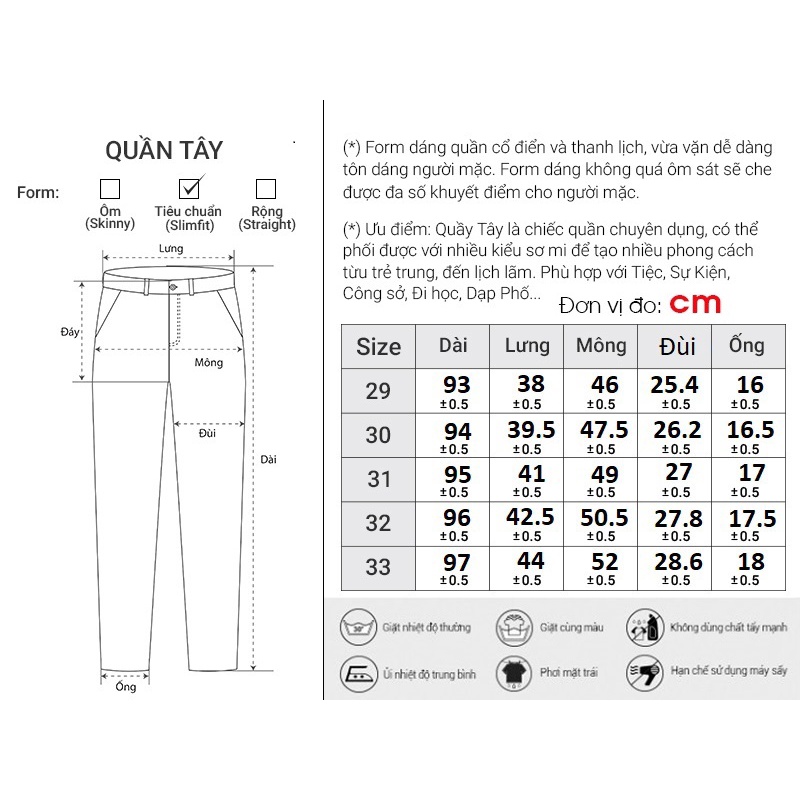 QUẦN TÂY
Form:
Ôm
(Skinny)
Tiêu chuẩn
(Slimfit)
Rộng
(Straight)
Lưng
Đáy
Mông
Đùi
Dài
Ống
(*) Form dáng quần cổ điển và thanh lịch, vừa vặn dễ dàng
tôn dáng người mặc. Form dáng không quá ôm sát sẽ che
được đa số khuyết điểm cho người mặc.
(*) Ưu điểm: Quầy Tây là chiếc quần chuyên dụng, có thể
phối được với nhiều kiểu sơ mi để tạo nhiều phong cách
từu trẻ trung, đến lịch lãm. Phù hợp với Tiệc, Sự Kiện,
Công sở, Đi học, Dạp Phố...
Đơn vị đo: cm
Size Dài Lưng Mông Đùi Ống
29 93 38 46 25.4 16
±0.5 ±0.5 ±0.5 ±0.5 ±0.5
30 94 39.5 47.5 26.2 16.5
±0.5 ±0.5 ±0.5 ±0.5 ±0.5
31 95 41 49 27 17
±0.5 ±0.5 ±0.5 ±0.5 ±0.5
32 96 42.5 50.5 27.8 17.5
±0.5 ±0.5 ±0.5 ±0.5 ±0.5
33 97 44 52 28.6 18
±0.5 ±0.5 ±0.5 ±0.5 ±0.5
30° Giặt nhiệt độ thường Giặt cùng màu Không dùng chất tẩy mạnh
Ủi nhiệt độ trung bình Phơi mặt trái Hạn chế sử dụng máy sấy